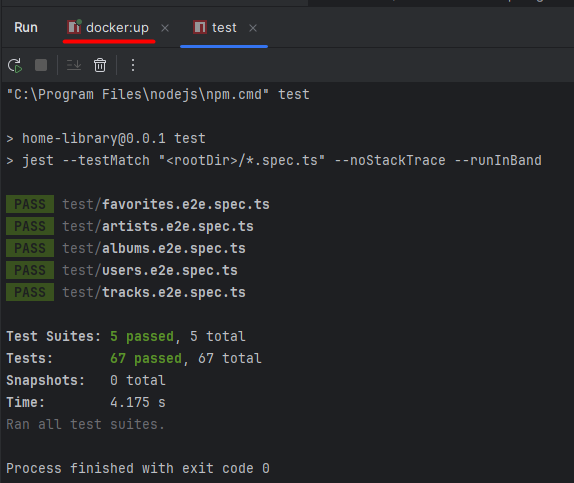 Run docker:up test
"C:\Program Files\nodejs\npm.cmd" test
> home-library@0.0.1 test
> jest --testMatch "<rootDir>/*.spec.ts" --noStackTrace --runInBand
PASS test/favorites.e2e.spec.ts
PASS test/artists.e2e.spec.ts
PASS test/albums.e2e.spec.ts
PASS test/users.e2e.spec.ts
PASS test/tracks.e2e.spec.ts
Test Suites: 5 passed, 5 total
Tests: 67 passed, 67 total
Snapshots: 0 total
Time: 4.175 s
Ran all test suites.
Process finished with exit code 0